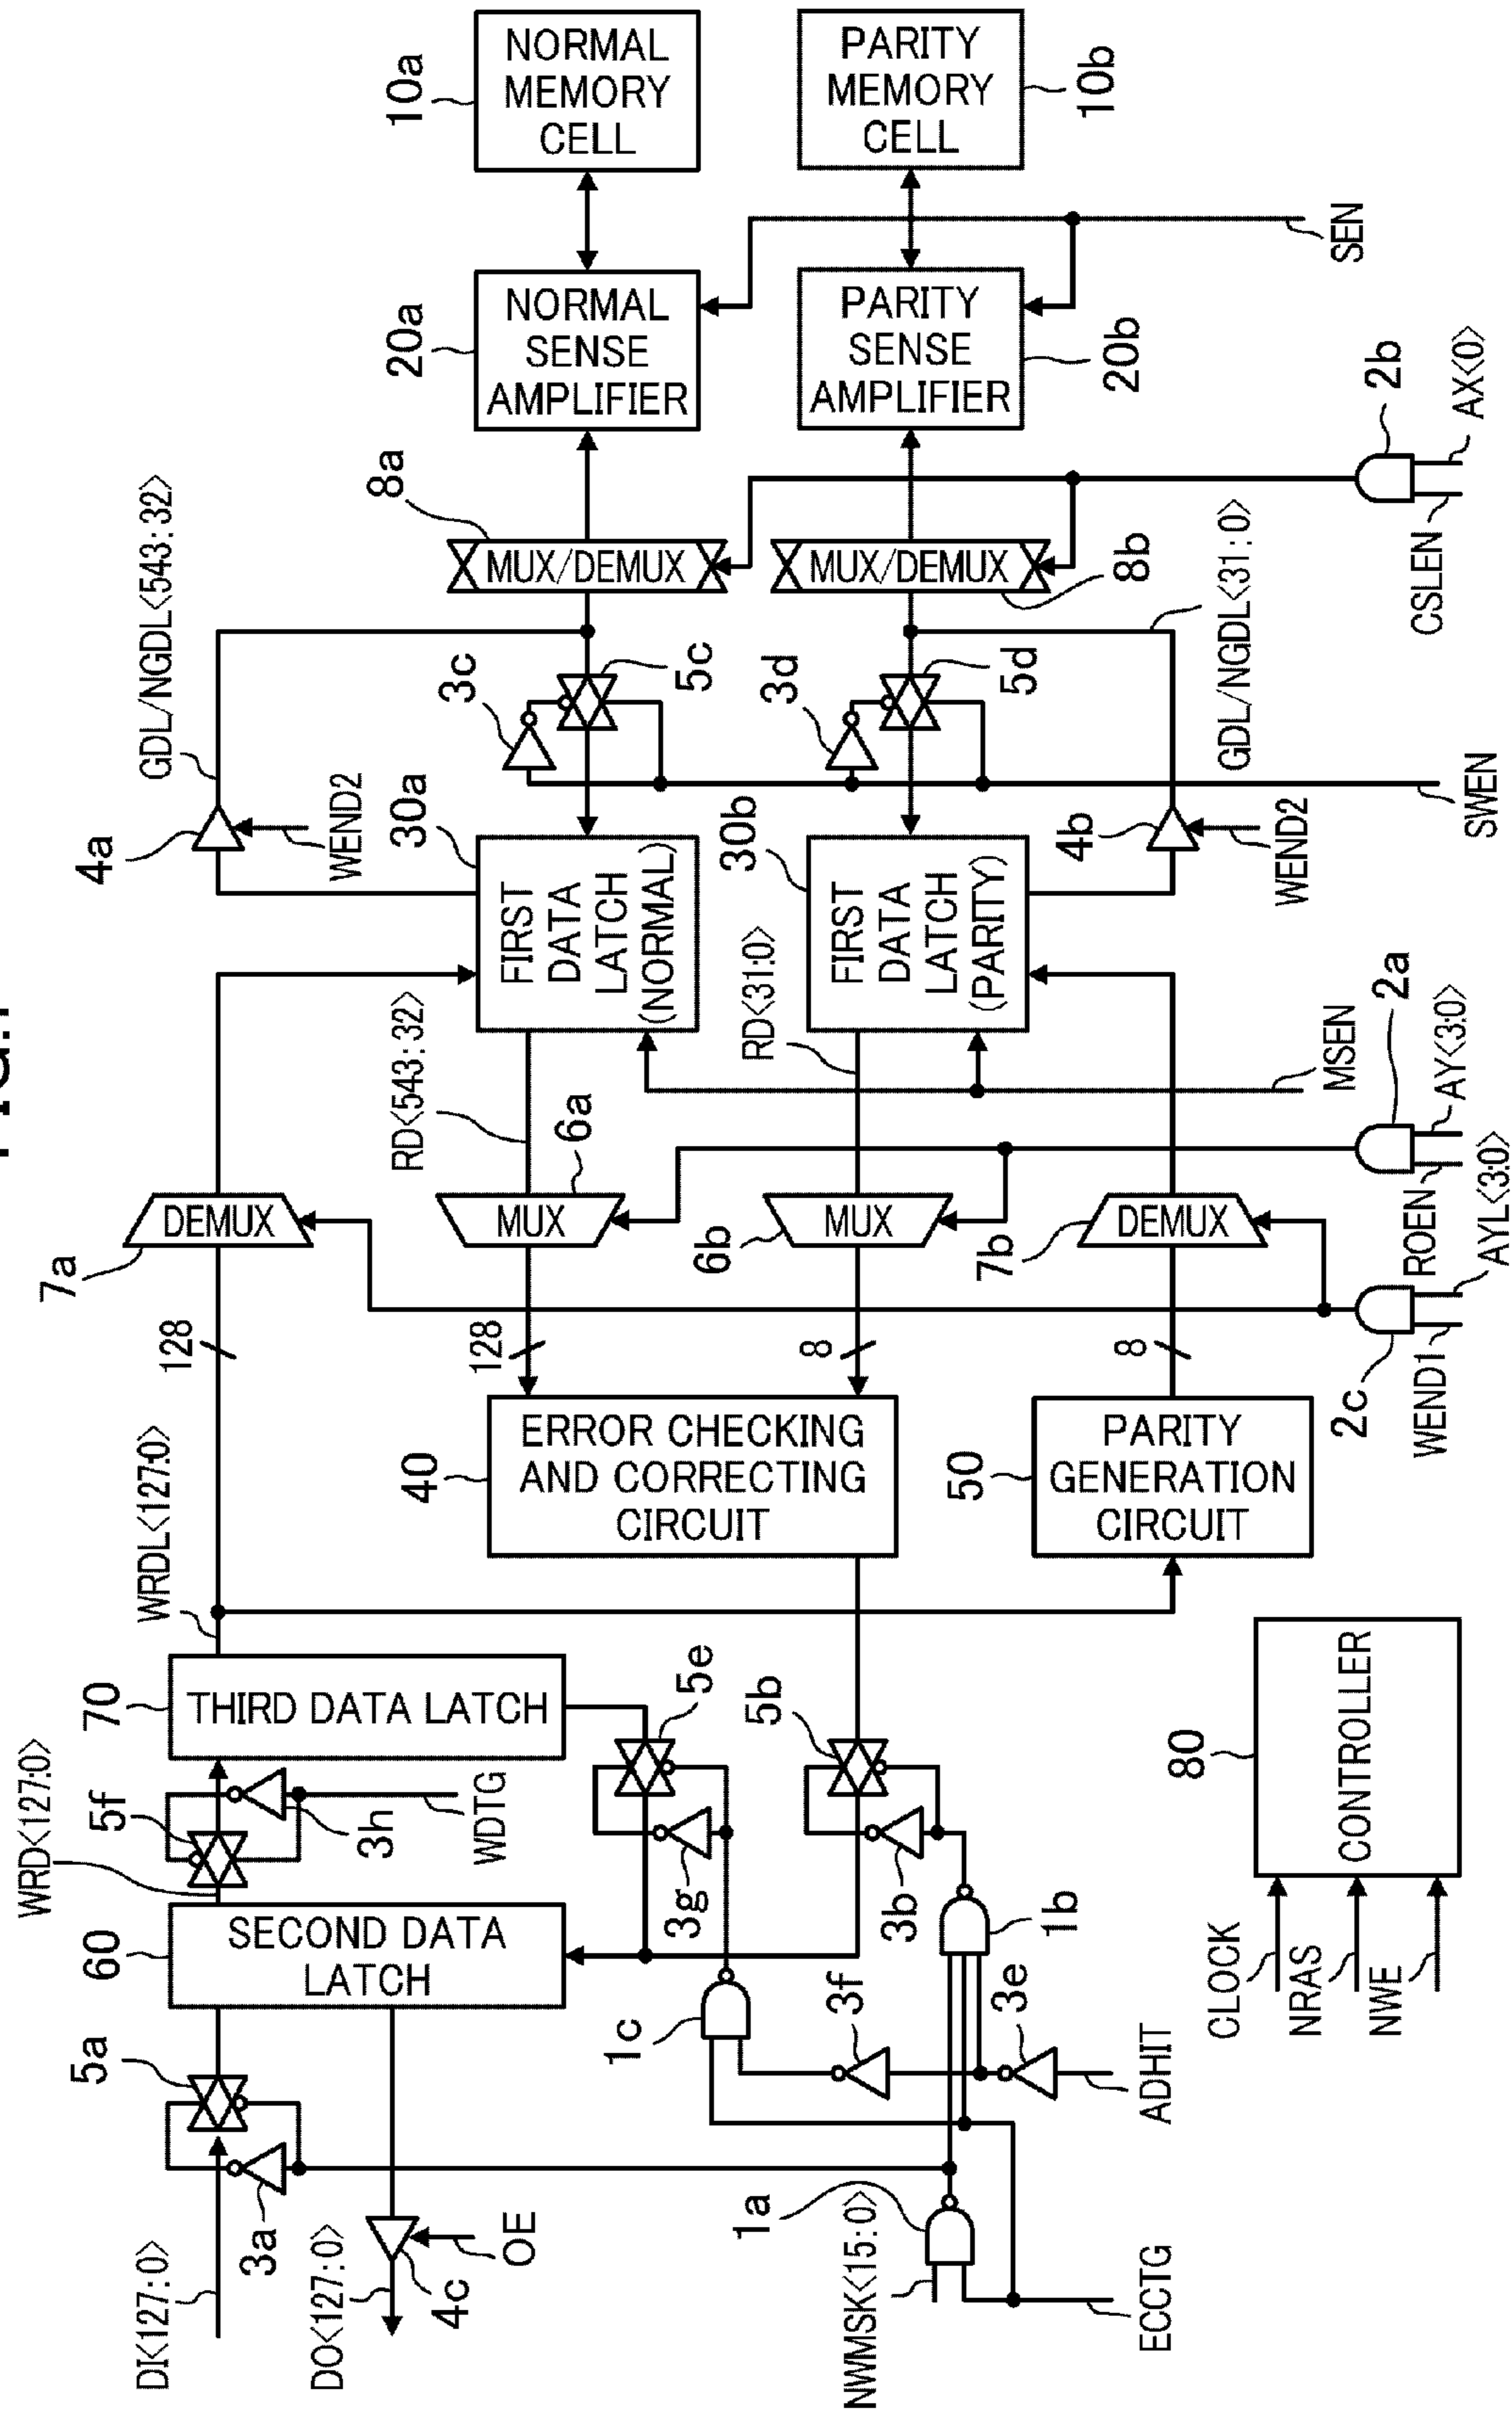 FIG.1
10a
NORMAL
MEMORY
CELL
PARITY
MEMORY
CELL
10b
20a
NORMAL
SENSE
AMPLIFIER
PARITY
SENSE
AMPLIFIER
20b
SEN
8a
MUX/DEMUX
MUX/DEMUX
8b
2b
AX<0>
CSLEN
GDL/NGDL<543:32>
3c
5c
3d
5d
GDL/NGDL<31:0>
SWEN
4a
WEND2
30a
FIRST
DATA
LATCH
(NORMAL)
30b
FIRST
DATA
LATCH
(PARITY)
4b
WEND2
RD<543:32>
RD<31:0>
MSEN
2a
AY<3:0>
ROEN
7a
DEMUX
6a
MUX
6b
MUX
7b
DEMUX
AYL<3:0>
WEND1
2c
128
128
8
8
WRDL<127:0>
40
ERROR CHECKING
AND CORRECTING
CIRCUIT
50
PARITY
GENERATION
CIRCUIT
70
THIRD DATA LATCH
5e
5b
80
CONTROLLER
WRD<127:0>
5f
3h
WDTG
3g
3b
1b
60
SECOND DATA
LATCH
1c
3f
3e
ADHIT
CLOCK
NRAS
NWE
5a
3a
DI<127:0>
DO<127:0>
4c
OE
1a
NWMSK<15:0>
ECCTG